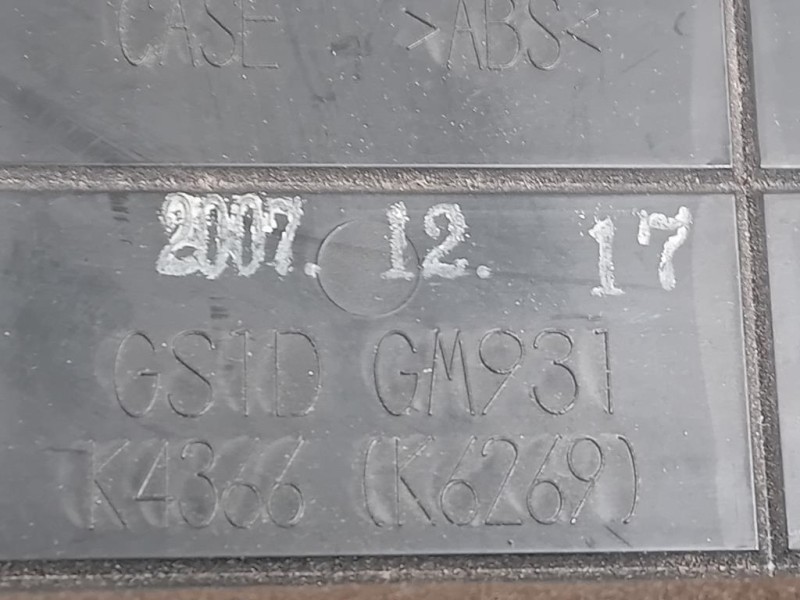 CASE >ABS<
2007. 12. 17
GS1D GM931
K4366 (K6269)